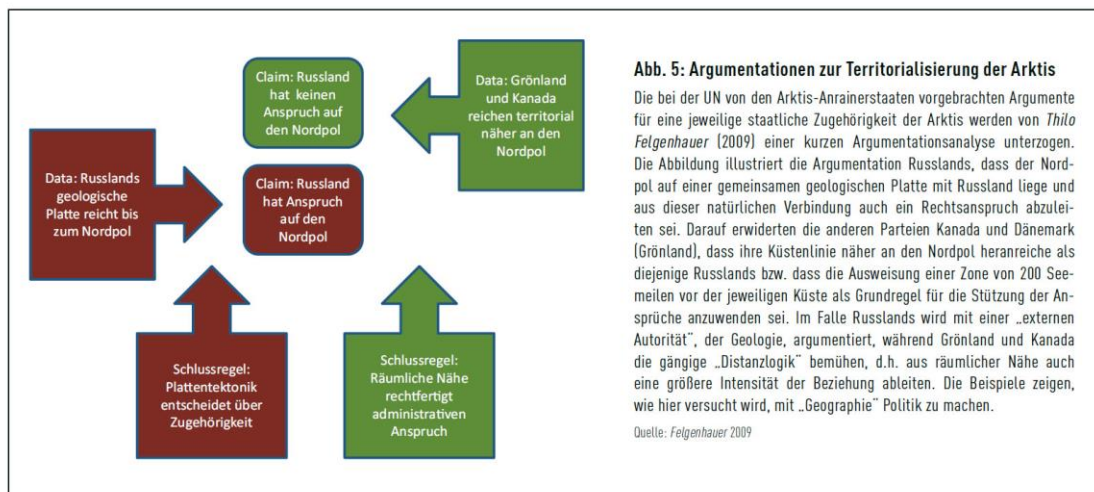 Claim: Russland
hat keinen
Anspruch auf
den Nordpol
Data: Grönland
und Kanada
reichen territorial
näher an den
Nordpol
Data: Russlands
geologische
Platte reicht bis
zum Nordpol
Claim: Russland
hat Anspruch
auf den
Nordpol
Schlussregel:
Plattentektonik
entscheidet über
Zugehörigkeit
Schlussregel:
Räumliche Nähe
rechtfertigt
administrativen
Anspruch
Abb. 5: Argumentationen zur Territorialisierung der Arktis
Die bei der UN von den Arktis-Anrainerstaaten vorgebrachten Argumente
für eine jeweilige staatliche Zugehörigkeit der Arktis werden von Thilo
Felgenhauer (2009) einer kurzen Argumentationsanalyse unterzogen.
Die Abbildung illustriert die Argumentation Russlands, dass der Nord-
pol auf einer gemeinsamen geologischen Platte mit Russland liege und
aus dieser natürlichen Verbindung auch ein Rechtsanspruch abzulei-
ten sei. Darauf erwiderten die anderen Parteien Kanada und Dänemark
(Grönland), dass ihre Küstenlinie näher an den Nordpol heranreiche als
diejenige Russlands bzw. dass die Ausweisung einer Zone von 200 See-
meilen vor der jeweiligen Küste als Grundregel für die Stützung der An-
sprüche anzuwenden sei. Im Falle Russlands wird mit einer „externen
Autorität", der Geologie, argumentiert, während Grönland und Kanada
die gängige „Distanzlogik" bemühen, d.h. aus räumlicher Nähe auch
eine größere Intensität der Beziehung ableiten. Die Beispiele zeigen,
wie hier versucht wird, mit „Geographie" Politik zu machen.
Quelle: Felgenhauer 2009